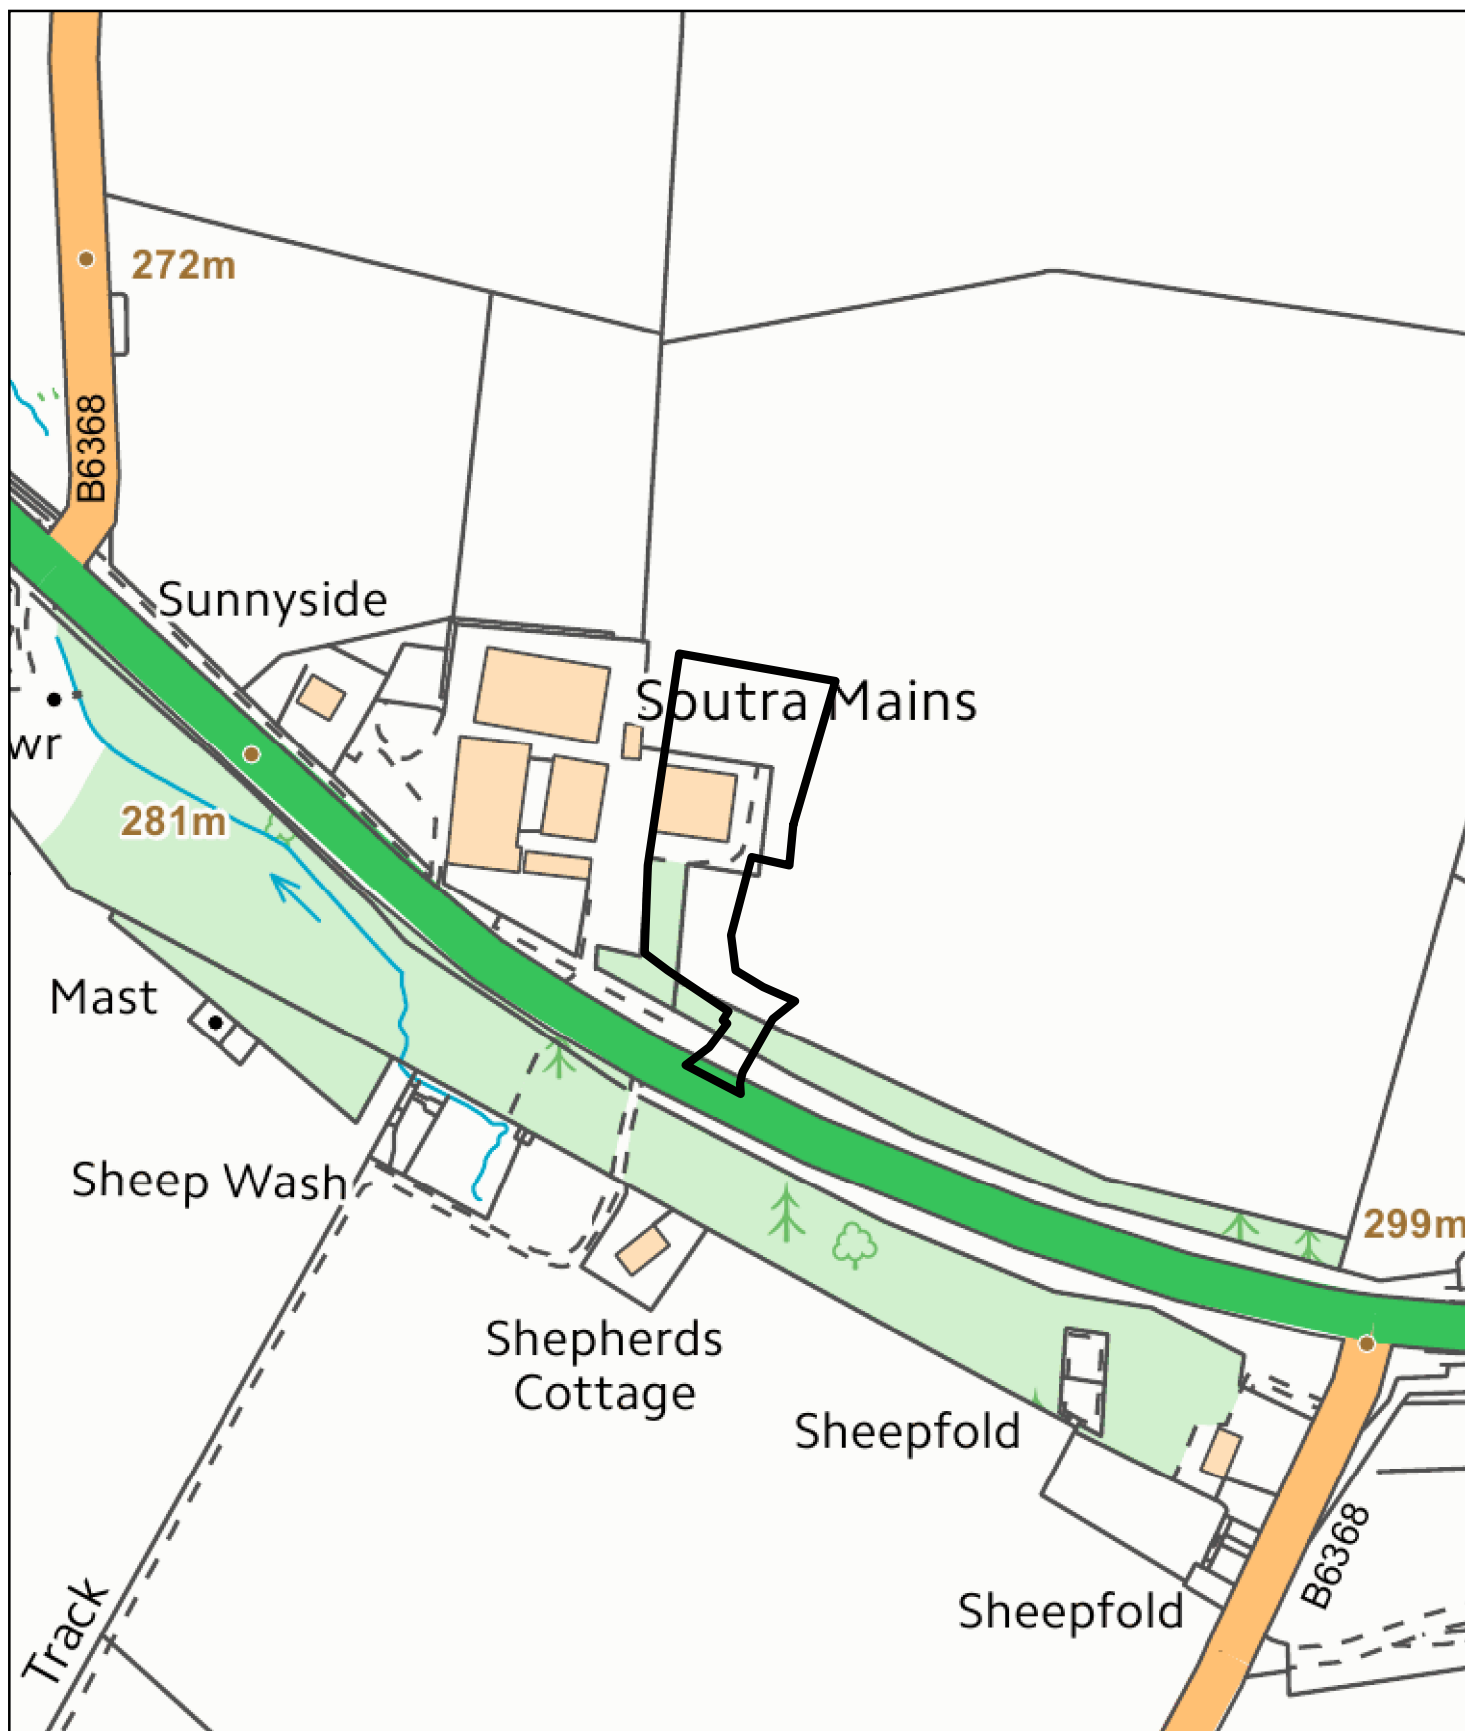 272m
B6368
Sunnyside
Soutra Mains
wr
281m
Mast
Sheep Wash
299m
Shepherds
Cottage
Sheepfold
B6368
Sheepfold
Track